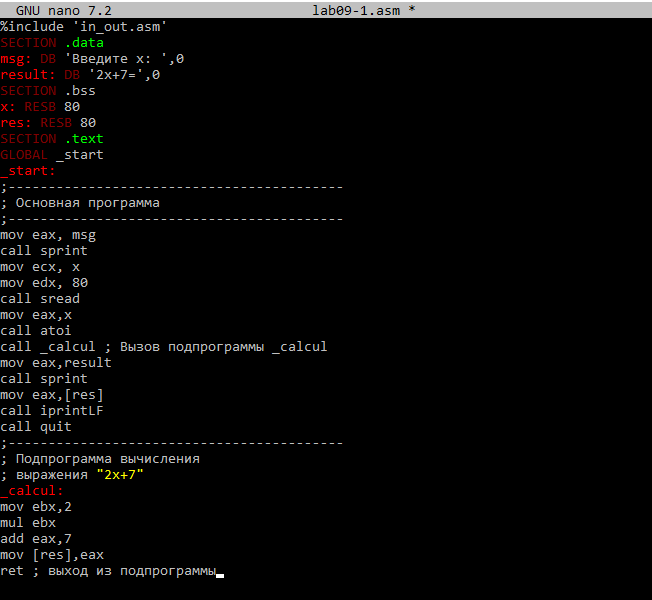 GNU nano 7.2 lab09-1.asm *
%include 'in_out.asm'
SECTION .data
msg: DB 'Введите x: ',0
result: DB '2x+7=',0
SECTION .bss
x: RESB 80
res: RESB 80
SECTION .text
GLOBAL _start
_start:
;------------------------------------------
; Основная программа
;------------------------------------------
mov eax, msg
call sprint
mov ecx, x
mov edx, 80
call sread
mov eax,x
call atoi
call _calcul ; Вызов подпрограммы _calcul
mov eax,result
call sprint
mov eax,[res]
call iprintLF
call quit
;------------------------------------------
; Подпрограмма вычисления
; выражения "2x+7"
_calcul:
mov ebx,2
mul ebx
add eax,7
mov [res],eax
ret ; выход из подпрограммы